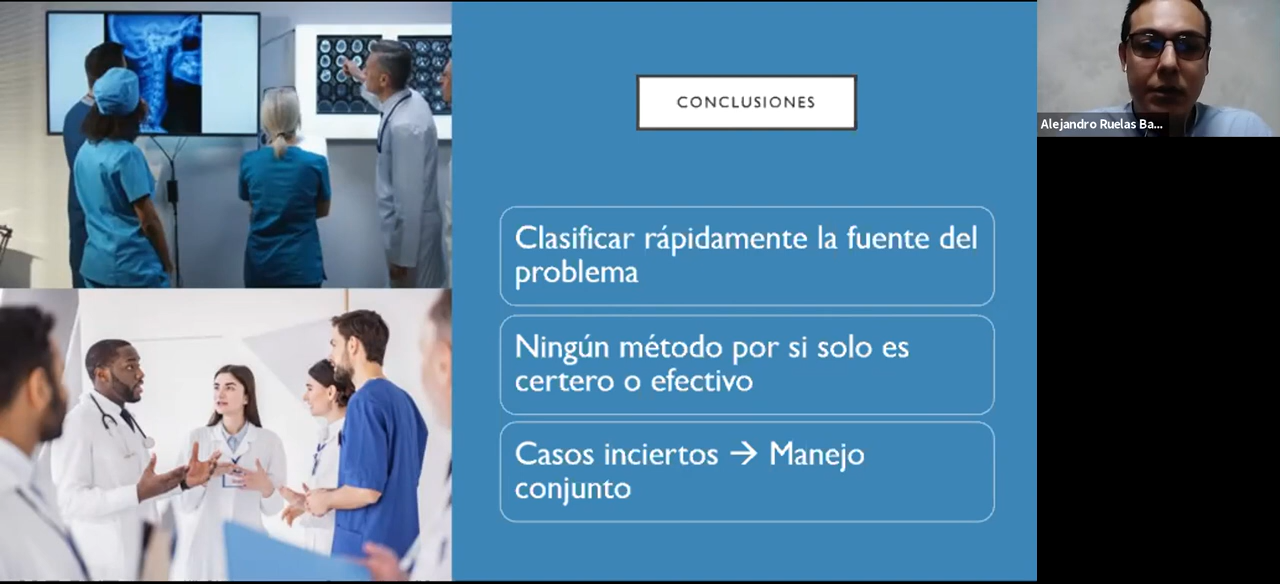 CONCLUSIONES
Alejandro Ruelas Ba...
Clasificar rápidamente la fuente del
problema
Ningún método por si solo es
certero o efectivo
Casos inciertos → Manejo
conjunto